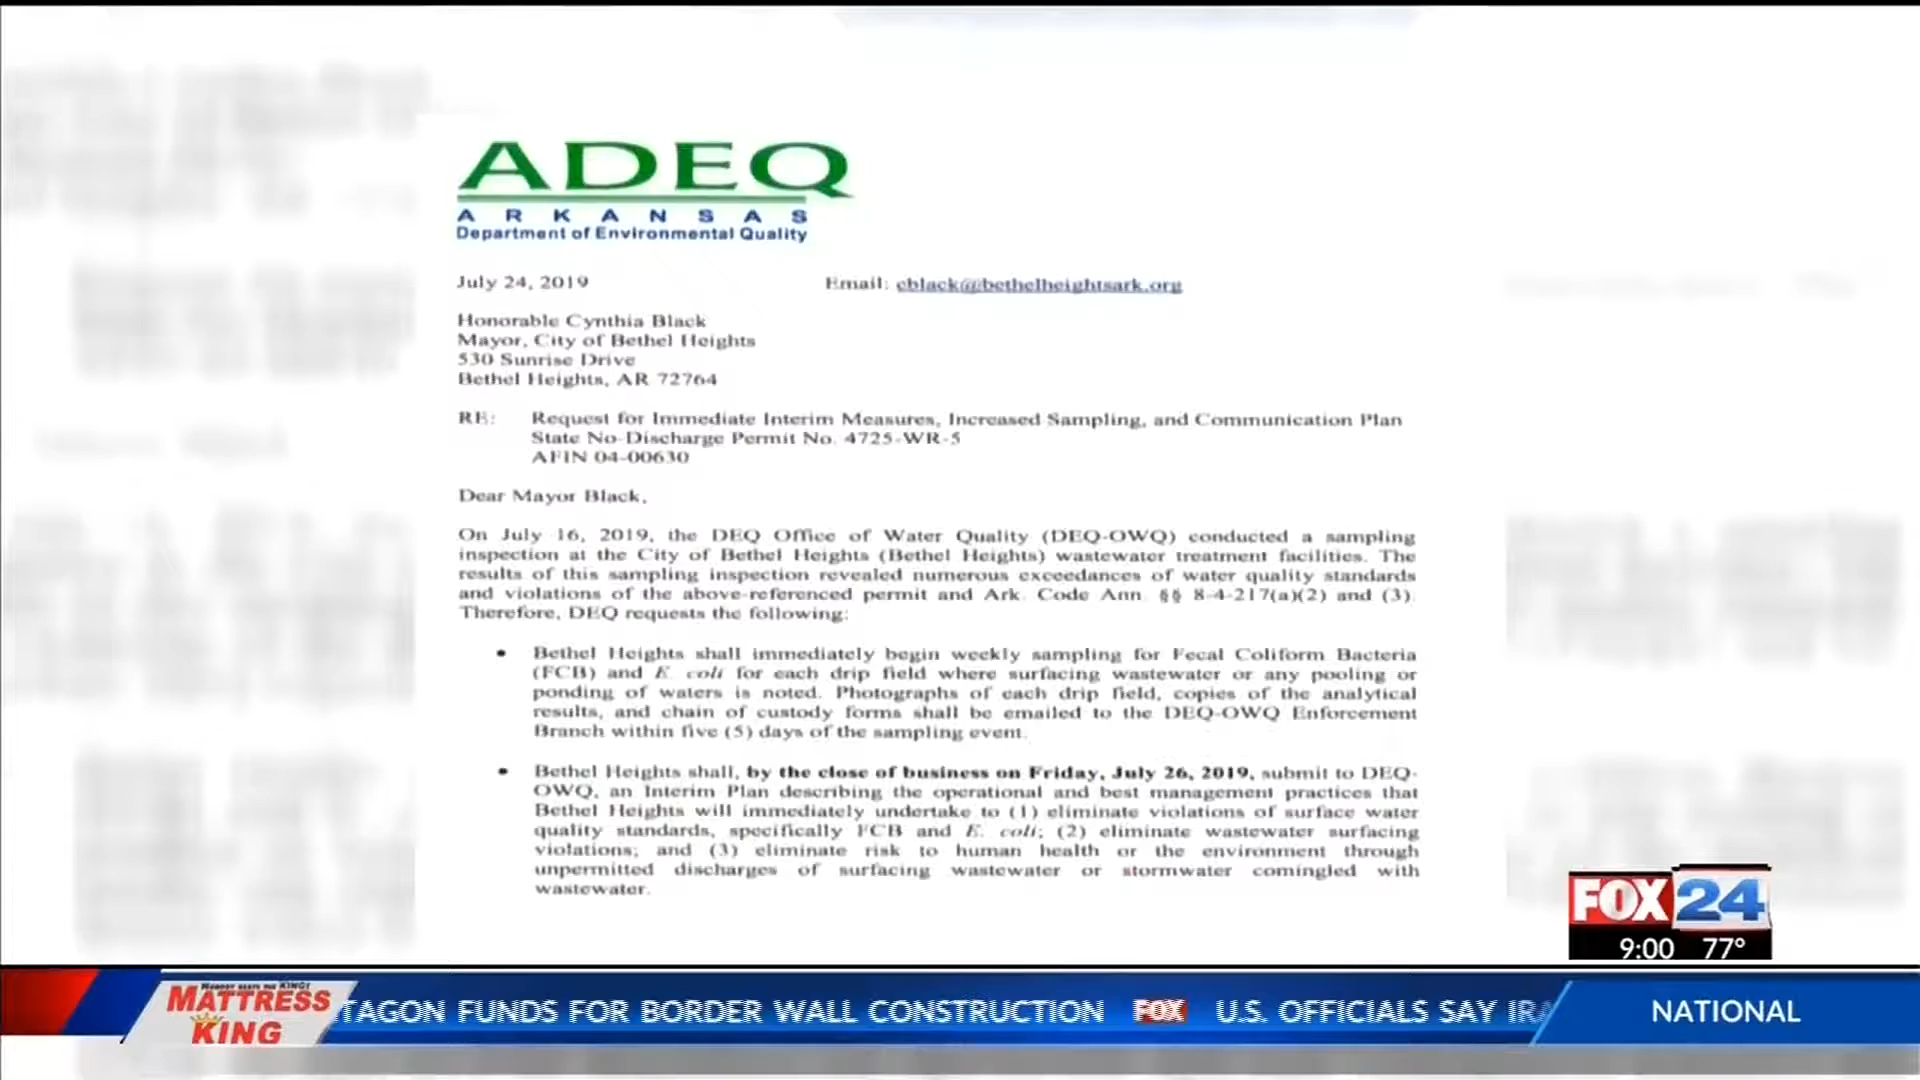 ADEQ
ARKANSAS
Department of Environmental Quality
July 24, 2019
Email: cblack@bethelheightsark.org
Honorable Cynthia Black
Mayor, City of Bethel Heights
530 Sunrise Drive
Bethel Heights, AR 72764
RE: Request for Immediate Interim Measures, Increased Sampling, and Communication Plan
State No-Discharge Permit No. 4725-WR-5
AFIN 04-00630
Dear Mayor Black,
On July 16, 2019, the DEQ Office of Water Quality (DEQ-OWQ) conducted a sampling
inspection at the City of Bethel Heights (Bethel Heights) wastewater treatment facilities. The
results of this sampling inspection revealed numerous exceedances of water quality standards
and violations of the above-referenced permit and Ark. Code Ann. §§ 8-4-217(a)(2) and (3).
Therefore, DEQ requests the following:
• Bethel Heights shall immediately begin weekly sampling for Fecal Coliform Bacteria
(FCB) and E. coli for each drip field where surfacing wastewater or any pooling or
ponding of waters is noted. Photographs of each drip field, copies of the analytical
results, and chain of custody forms shall be emailed to the DEQ-OWQ Enforcement
Branch within five (5) days of the sampling event.
• Bethel Heights shall, by the close of business on Friday, July 26, 2019, submit to DEQ-
OWQ, an Interim Plan describing the operational and best management practices that
Bethel Heights will immediately undertake to (1) eliminate violations of surface water
quality standards, specifically FCB and E. coli; (2) eliminate wastewater surfacing
violations; and (3) eliminate risk to human health or the environment through
unpermitted discharges of surfacing wastewater or stormwater comingled with
wastewater.
FOX 24
9:00 77°
NOBODY BEATS THE KING!
MATTRESS
KING
TAGON FUNDS FOR BORDER WALL CONSTRUCTION FOX U.S. OFFICIALS SAY IRA
NATIONAL